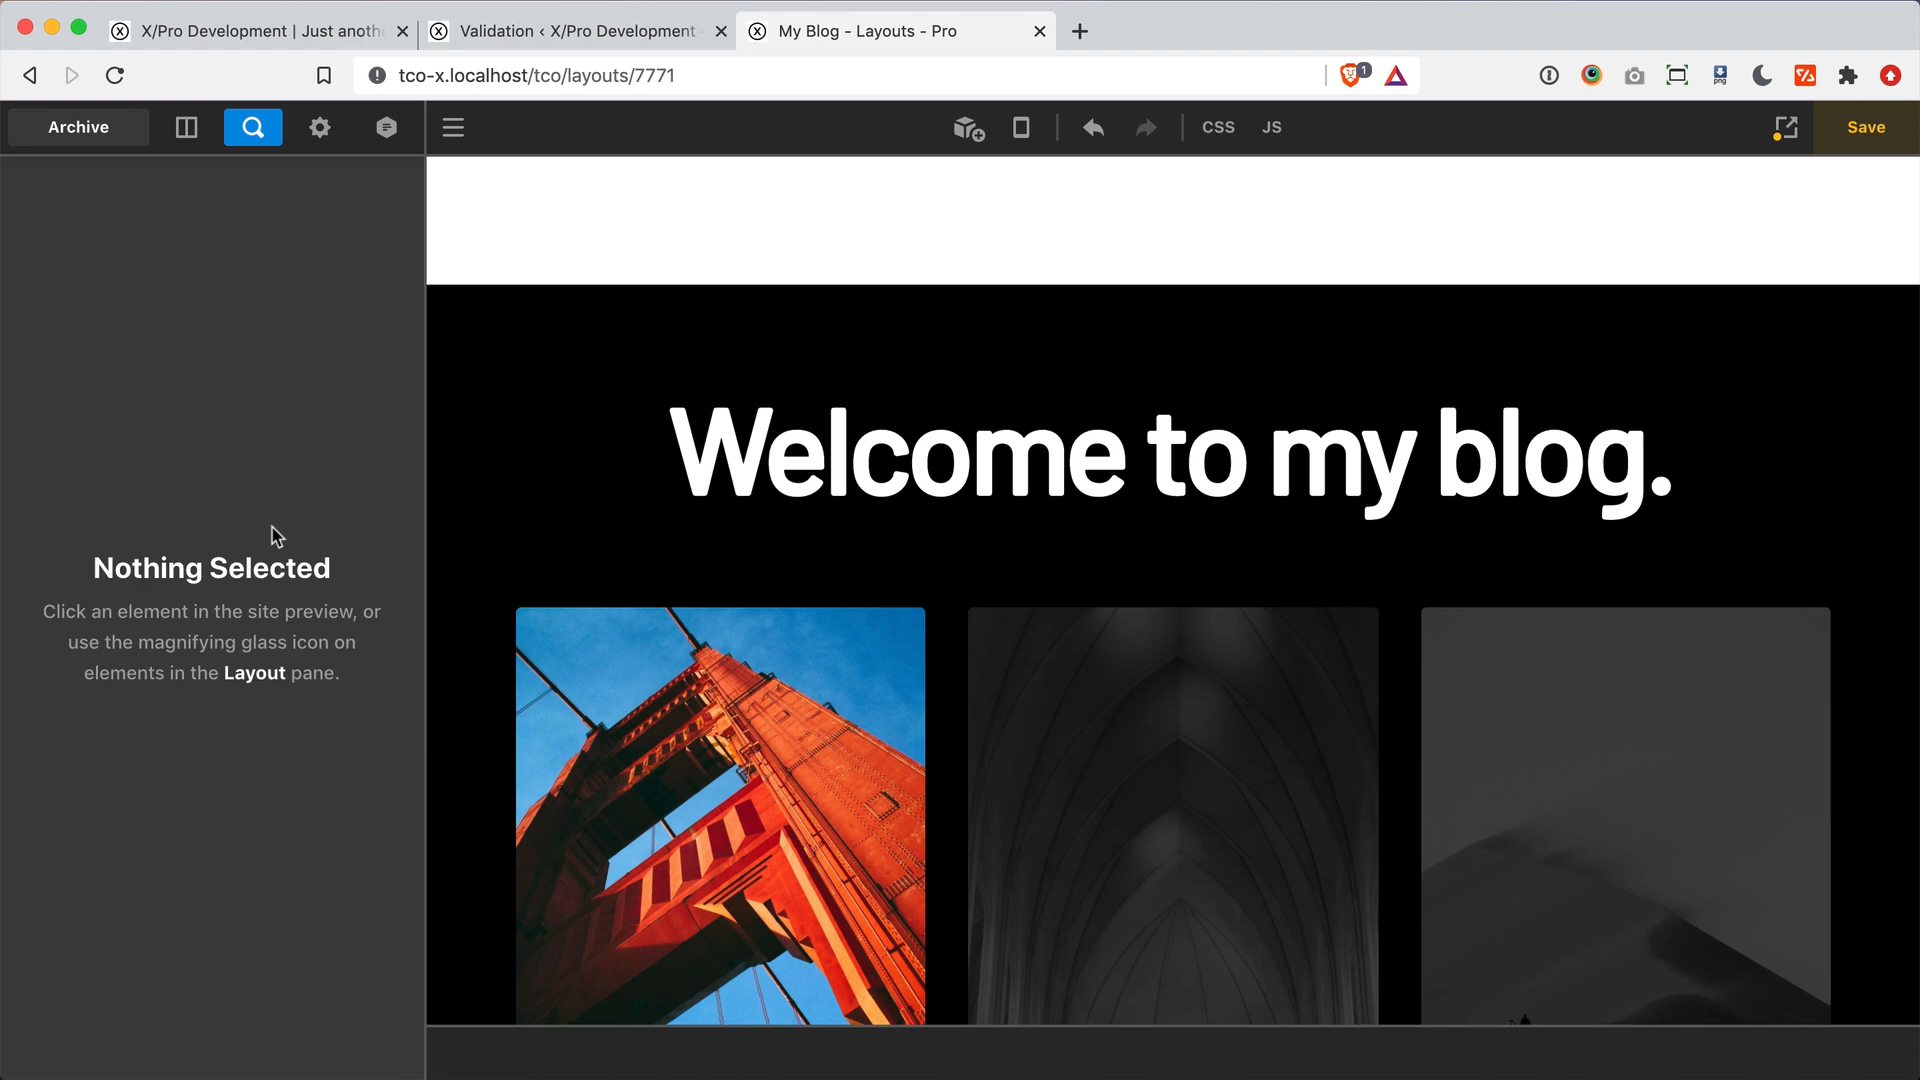 X/Pro Development | Just anoth
Validation ‹ X/Pro Development
My Blog - Layouts - Pro
tco-x.localhost/tco/layouts/7771
1
png
Archive
CSS
JS
Save
Welcome to my blog.
Nothing Selected
Click an element in the site preview, or
use the magnifying glass icon on
elements in the Layout pane.